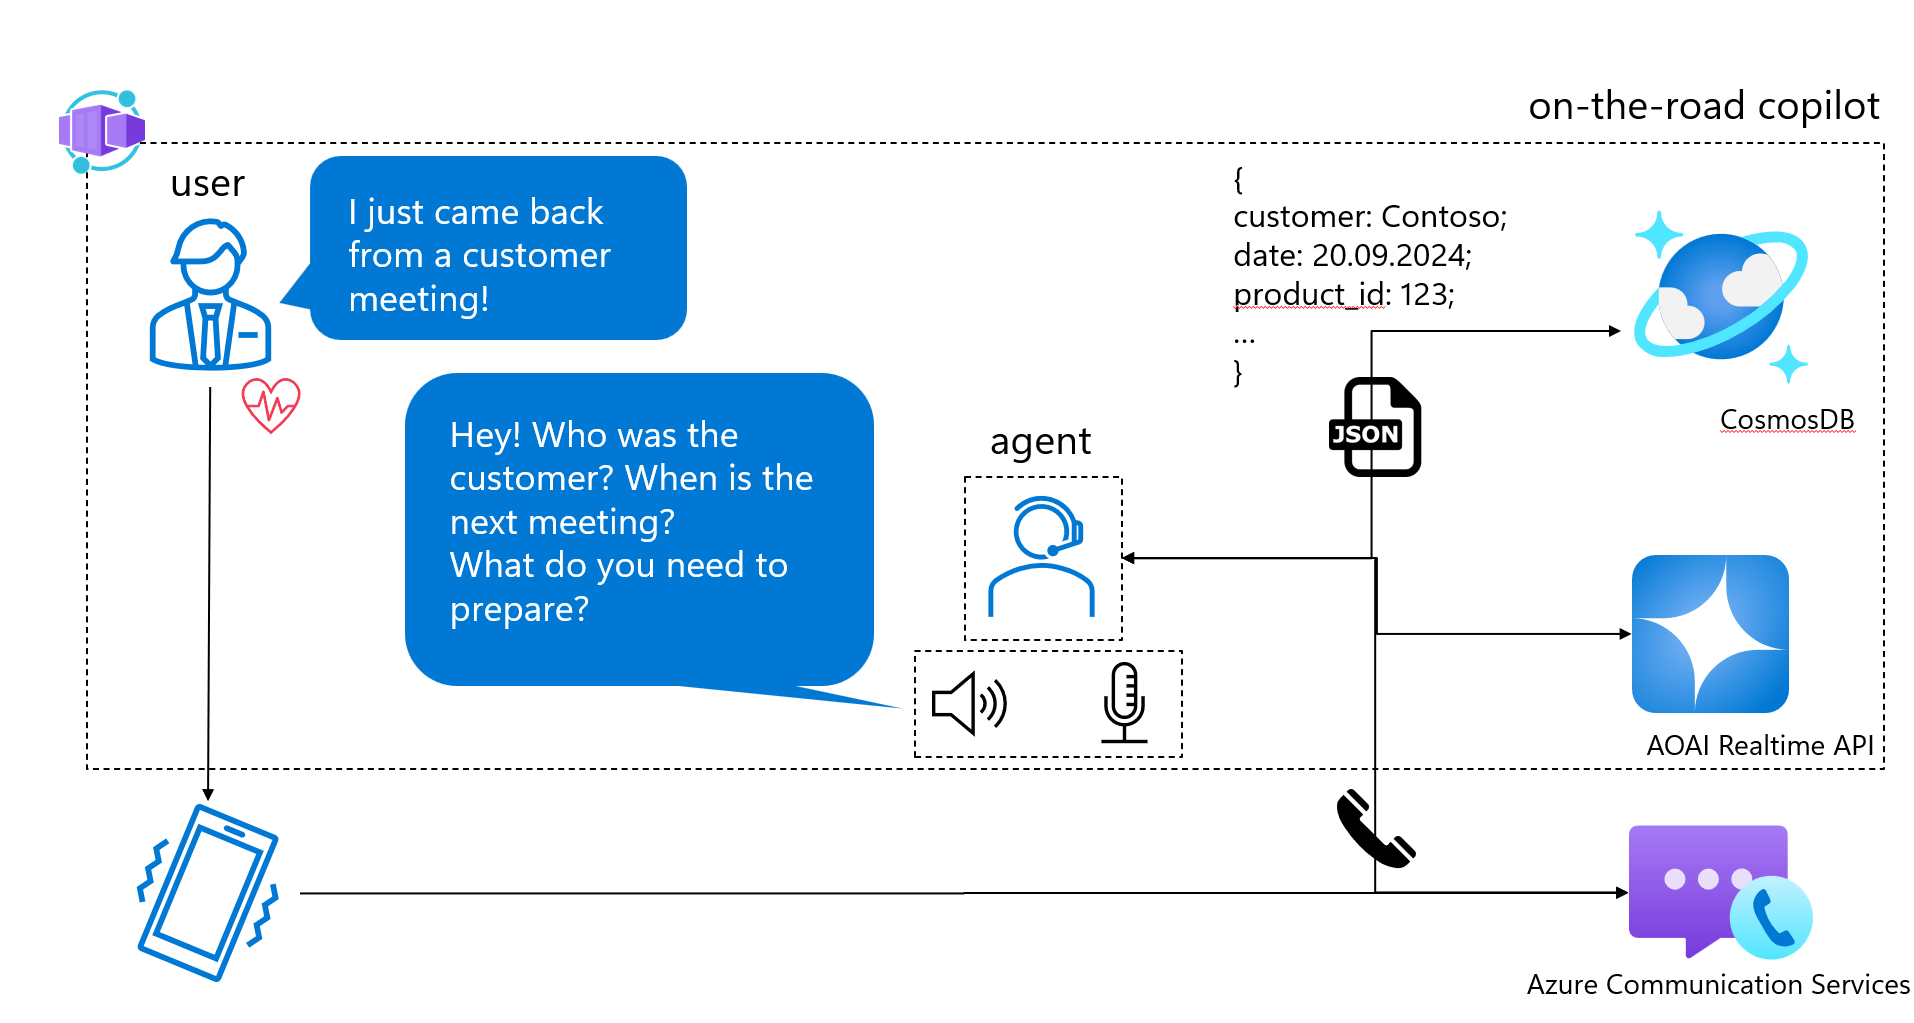 on-the-road copilot
user
I just came back
from a customer
meeting!
{
customer: Contoso;
date: 20.09.2024;
product_id: 123;
...
}
JSON
CosmosDB
Hey! Who was the
customer? When is the
next meeting?
What do you need to
prepare?
agent
AOAI Realtime API
Azure Communication Services